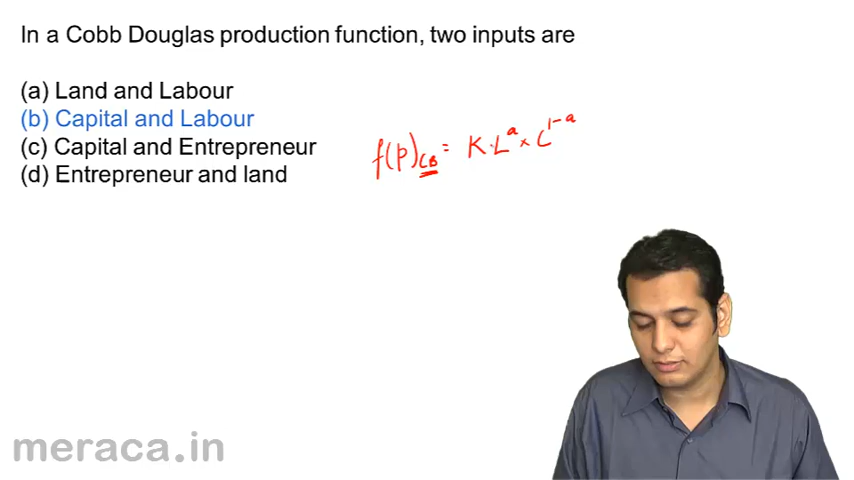 In a Cobb Douglas production function, two inputs are
(a) Land and Labour
(b) Capital and Labour
(c) Capital and Entrepreneur
(d) Entrepreneur and land
f(p)_CB = K·L^a × C^1-a
meraca.in